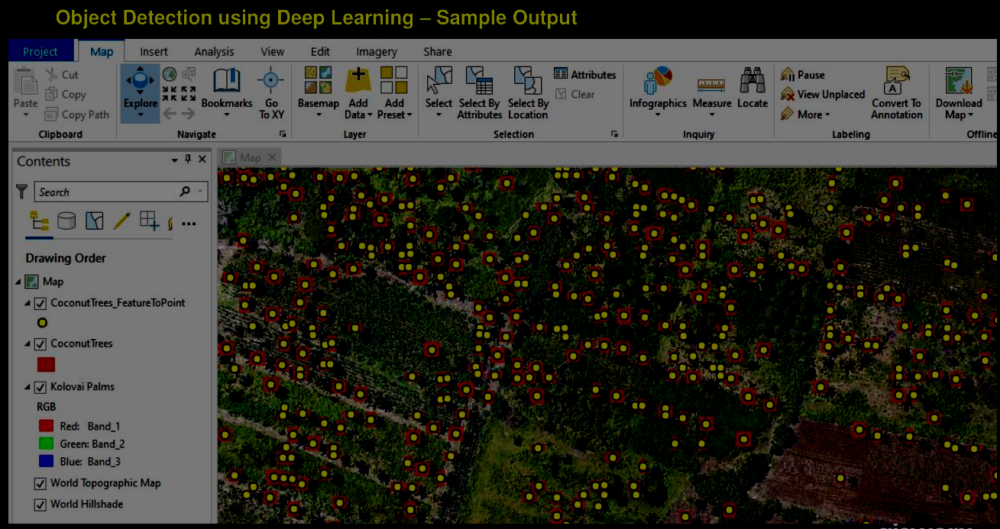 Object Detection using Deep Learning – Sample Output
Project Map Insert Analysis View Edit Imagery Share
Paste
Cut
Copy
Copy Path
Clipboard
Explore
Bookmarks
Go To XY
Navigate
Basemap
Add Data
Add Preset
Layer
Select
Select By Attributes
Select By Location
Attributes
Clear
Selection
Infographics
Measure
Locate
Inquiry
Pause
View Unplaced
More
Convert To Annotation
Labeling
Download Map
Offline
Contents
Map
Search
Drawing Order
Map
CoconutTrees_FeatureToPoint
CoconutTrees
Kolovai Palms
RGB
Red: Band_1
Green: Band_2
Blue: Band_3
World Topographic Map
World Hillshade